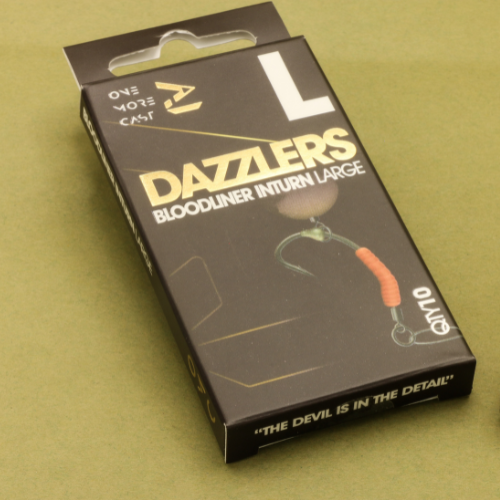 ONE
MORE
CAST
L
DAZZLERS
BLOODLINER INTURN LARGE
QTY10
"THE DEVIL IS IN THE DETAIL"